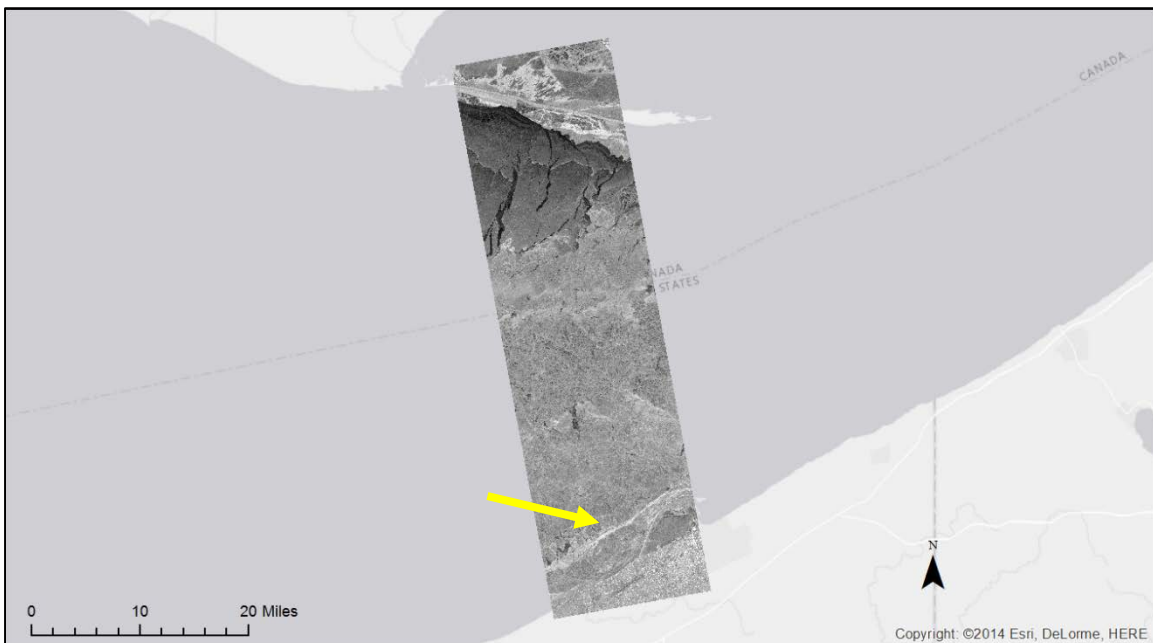 CANADA
NADA
STATES
N
0 10 20 Miles
Copyright: ©2014 Esri, DeLorme, HERE